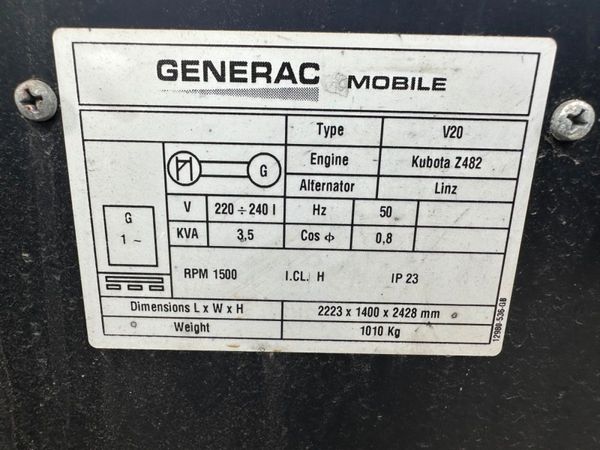 GENERAC MOBILE
Type V20
Engine Kubota Z482
G
Alternator Linz
V 220 ÷ 240 I Hz 50
G
1 ~
KVA 3,5 Cos ϕ 0,8
RPM 1500 I.CL. H IP 23
Dimensions L x W x H 2223 x 1400 x 2428 mm
Weight 1010 Kg
12980-536-GB